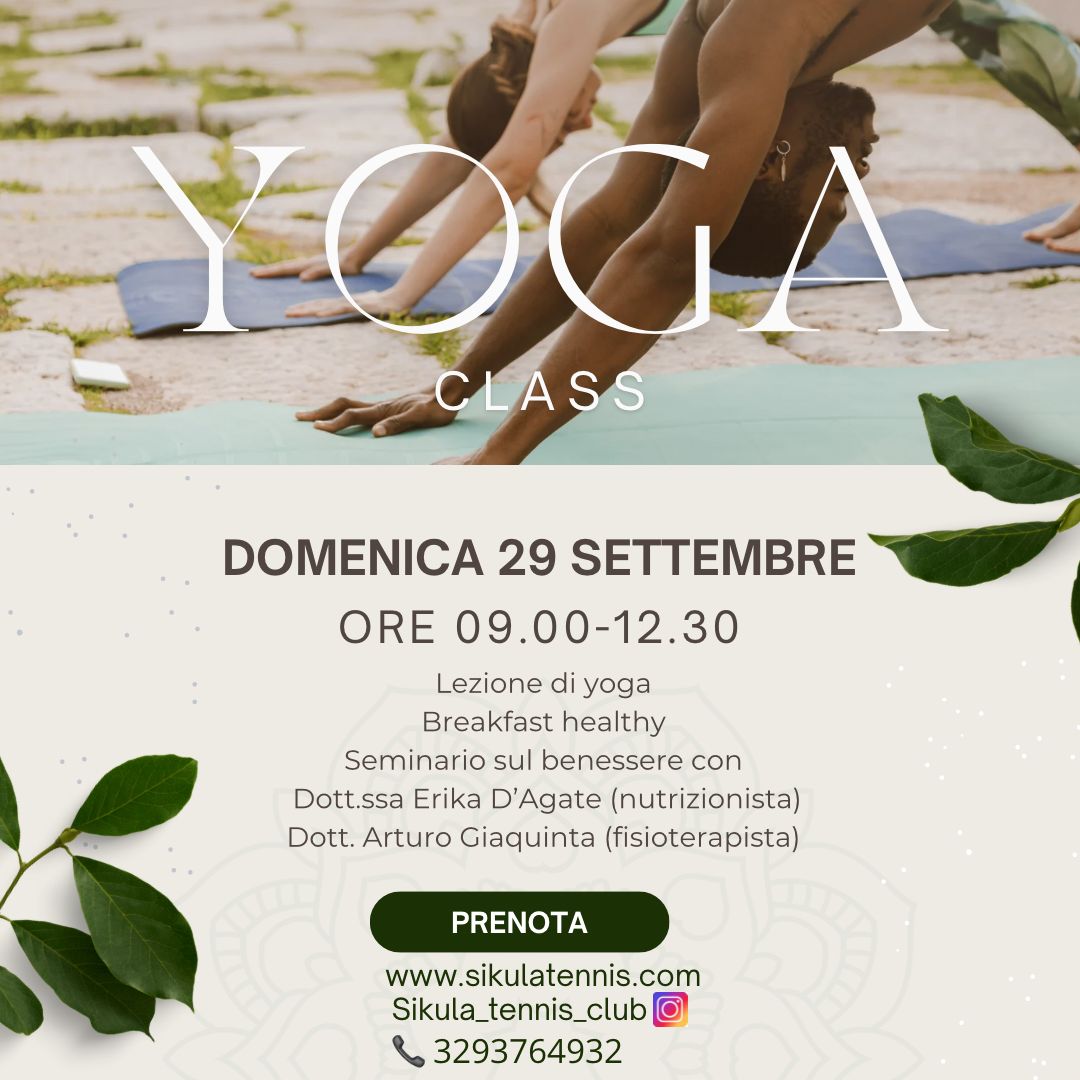 YOGA
CLASS
DOMENICA 29 SETTEMBRE
ORE 09.00-12.30
Lezione di yoga
Breakfast healthy
Seminario sul benessere con
Dott.ssa Erika D’Agate (nutrizionista)
Dott. Arturo Giaquinta (fisioterapista)
PRENOTA
www.sikulatennis.com
Sikula_tennis_club
3293764932